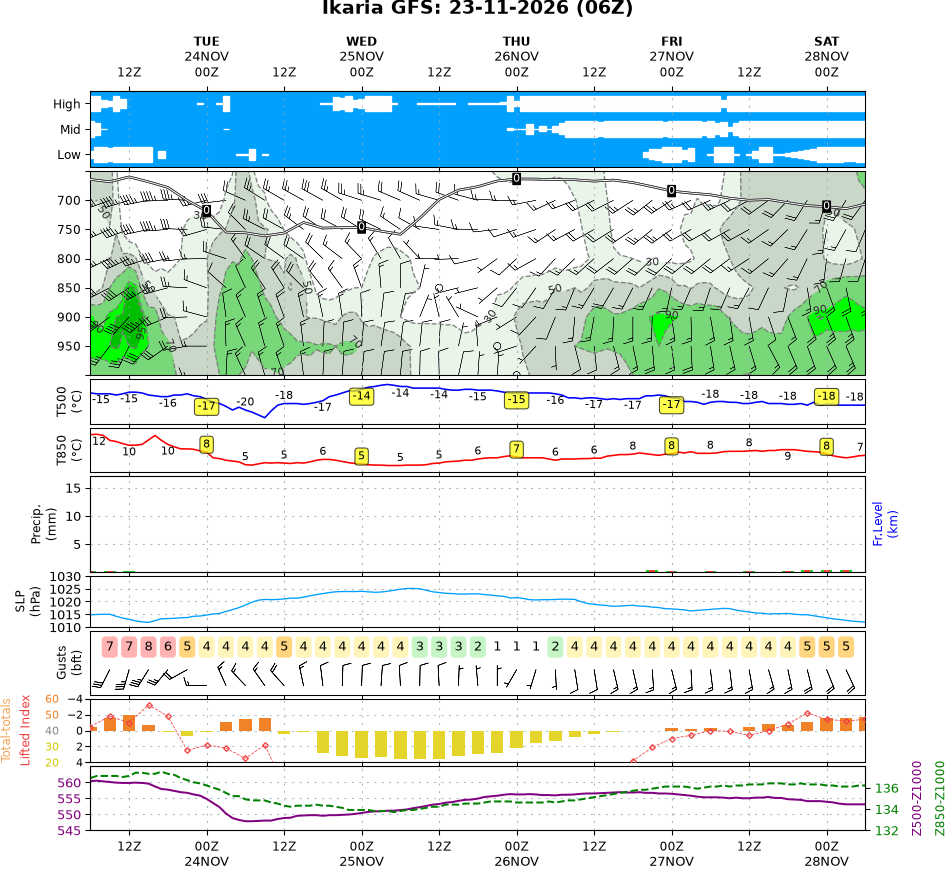 Ikaria GFS: 23-11-2026 (06Z)
TUE WED THU FRI SAT
24NOV 25NOV 26NOV 27NOV 28NOV
12Z 00Z 12Z 00Z 12Z 00Z 12Z 00Z 12Z 00Z
High
Mid
Low
700
750
800
850
900
950
0 0 0 0 0
50 30 50 30 50 30 90 90 70
T500 (°C)
-15 -15 -16 -17 -20 -18 -17 -14 -14 -15 -15 -16 -17 -17 -17 -18 -18 -18 -18
T850 (°C)
12 10 10 8 5 5 6 5 5 5 6 7 6 6 8 8 8 8 9 8 7
Precip. (mm)
15
10
5
Fr.Level (km)
SLP (hPa)
1030
1025
1020
1015
1010
Gusts (bft)
7 7 8 6 5 4 4 4 4 5 4 4 4 4 4 4 3 3 3 2 1 1 1 2 4 4 4 4 4 4 4 4 4 4 4 4 5 5 5
Total-totals
Lifted Index
60 −4
50 −2
40 0
30 2
20 4
560
555
550
545
136
134
132
Z500-Z1000
Z850-Z1000
12Z 00Z 12Z 00Z 12Z 00Z 12Z 00Z 12Z 00Z
24NOV 25NOV 26NOV 27NOV 28NOV